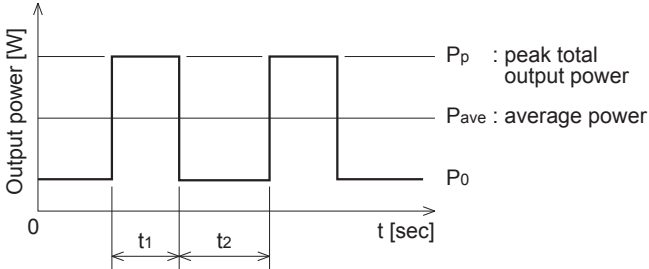 Output power [W]
Pp : peak total
output power
Pave : average power
P0
0
t1
t2
t [sec]